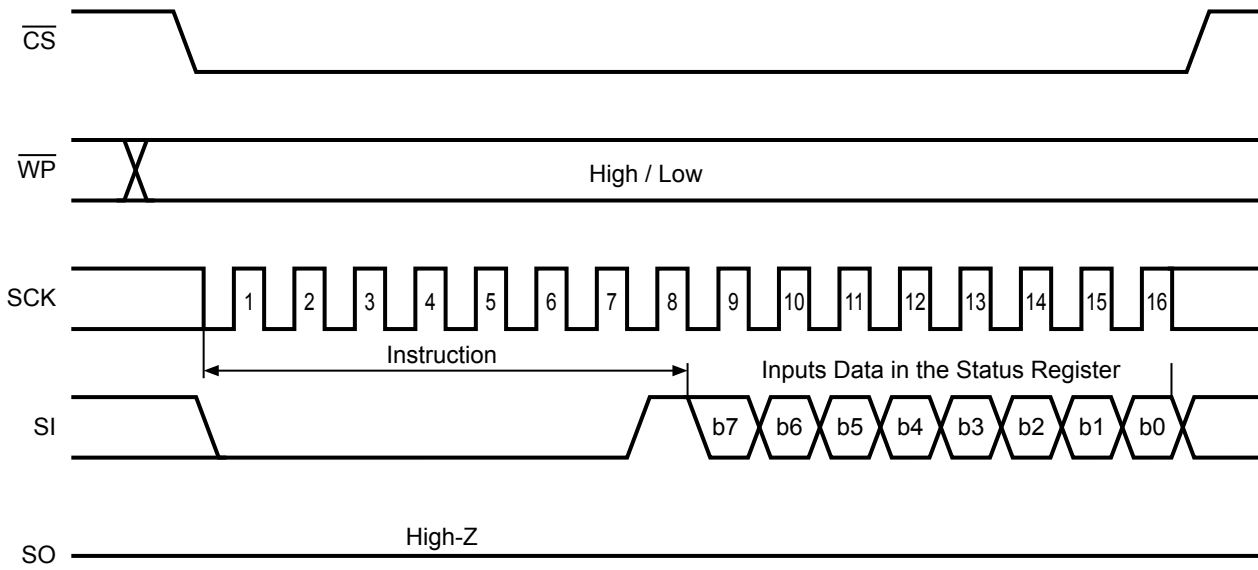 CS
WP
High / Low
SCK
1 2 3 4 5 6 7 8 9 10 11 12 13 14 15 16
Instruction
Inputs Data in the Status Register
SI
b7 b6 b5 b4 b3 b2 b1 b0
High-Z
SO